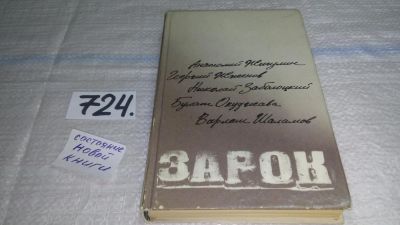 Анатолий Жигулин
Георгий Жженов
Николай Заболоцкий
Булат Окуджава
Варлам Шаламов
ЗАРОК
724.
состояние
новой
книги